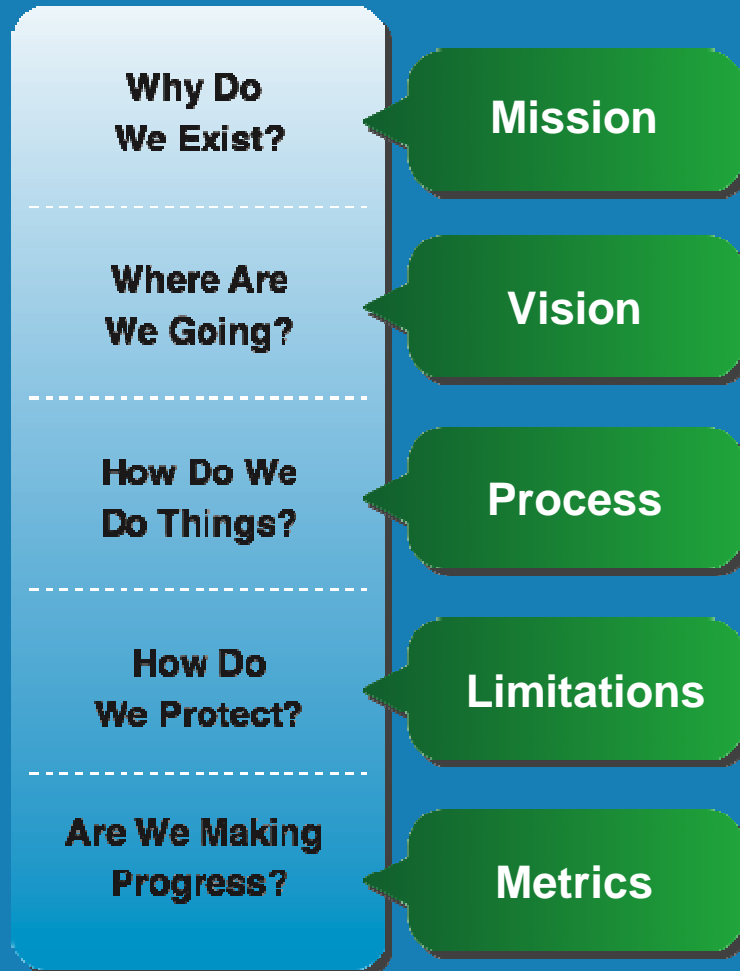 Why Do
We Exist?
Mission
Where Are
We Going?
Vision
How Do We
Do Things?
Process
How Do
We Protect?
Limitations
Are We Making
Progress?
Metrics